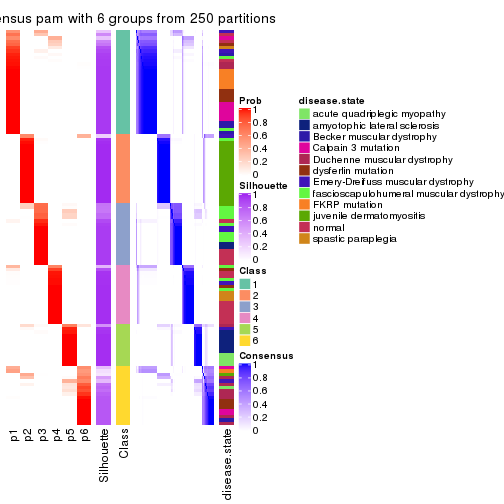 nsus pam with 6 groups from 250 partitions
Prob
1
0.8
0.6
0.4
0.2
0
Silhouette
1
0.8
0.6
0.4
0.2
0
Class
1
2
3
4
5
6
Consensus
1
0.8
0.6
0.4
0.2
0
disease.state
acute quadriplegic myopathy
amyotophic lateral sclerosis
Becker muscular dystrophy
Calpain 3 mutation
Duchenne muscular dystrophy
dysferlin mutation
Emery-Dreifuss muscular dystrophy
fascioscapulohumeral muscular dystrophy
FKRP mutation
juvenile dermatomyositis
normal
spastic paraplegia
p1
p2
p3
p4
p5
p6
Silhouette
Class
disease.state